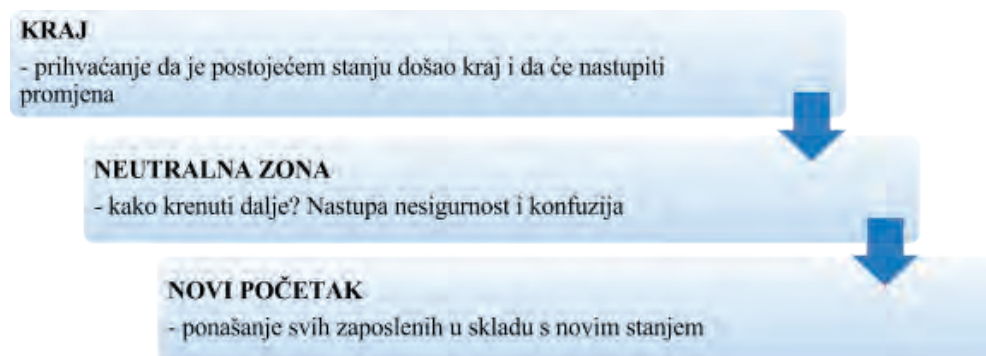 KRAJ
- prihvaćanje da je postojećem stanju došao kraj i da će nastupiti
promjena
NEUTRALNA ZONA
- kako krenuti dalje? Nastupa nesigurnost i konfuzija
NOVI POČETAK
- ponašanje svih zaposlenih u skladu s novim stanjem